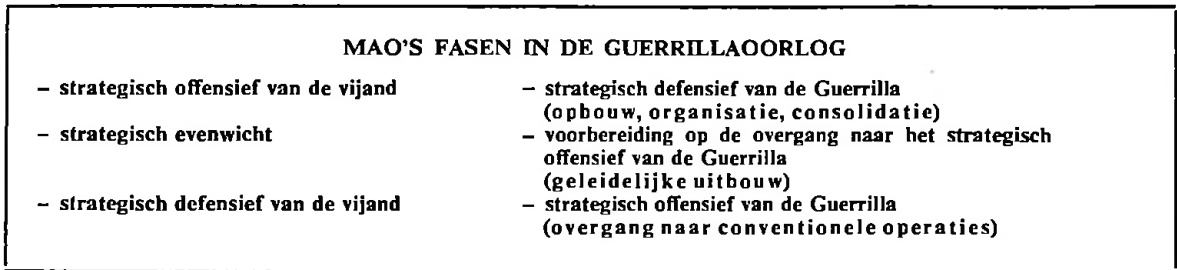 MAO'S FASEN IN DE GUERRILLAOORLOG
– strategisch offensief van de vijand – strategisch defensief van de Guerrilla
(opbouw, organisatie, consolidatie)
– strategisch evenwicht – voorbereiding op de overgang naar het strategisch
offensief van de Guerrilla
(geleidelijke uitbouw)
– strategisch defensief van de vijand – strategisch offensief van de Guerrilla
(overgang naar conventionele operaties)